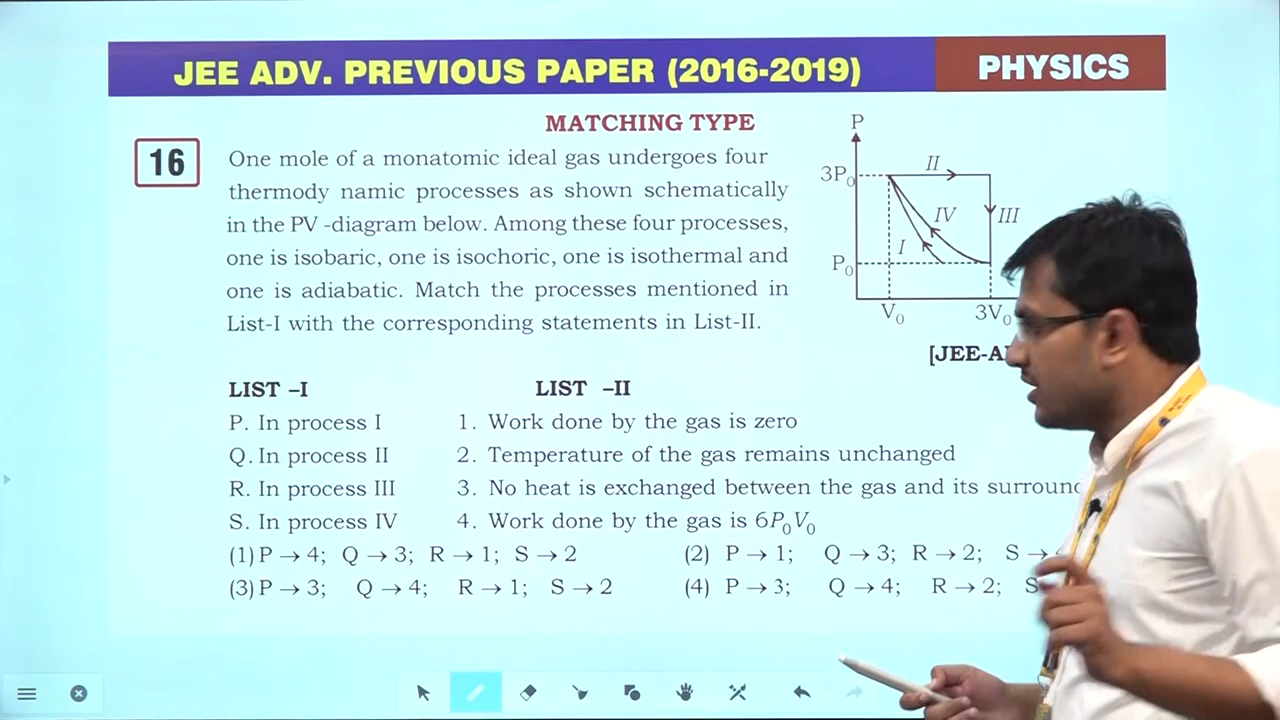 JEE ADV. PREVIOUS PAPER (2016-2019)
PHYSICS
MATCHING TYPE
16
One mole of a monatomic ideal gas undergoes four
thermody namic processes as shown schematically
in the PV -diagram below. Among these four processes,
one is isobaric, one is isochoric, one is isothermal and
one is adiabatic. Match the processes mentioned in
List-I with the corresponding statements in List-II.
P
3P₀
II
IV
III
I
P₀
V₀
3V₀
LIST –I
LIST –II
P. In process I
1. Work done by the gas is zero
Q. In process II
2. Temperature of the gas remains unchanged
R. In process III
3. No heat is exchanged between the gas and its
S. In process IV
4. Work done by the gas is 6P₀V₀
(1) P → 4; Q → 3; R → 1; S → 2
(2) P → 1; Q → 3; R → 2; S →
(3) P → 3; Q → 4; R → 1; S → 2
(4) P → 3; Q → 4; R → 2; S